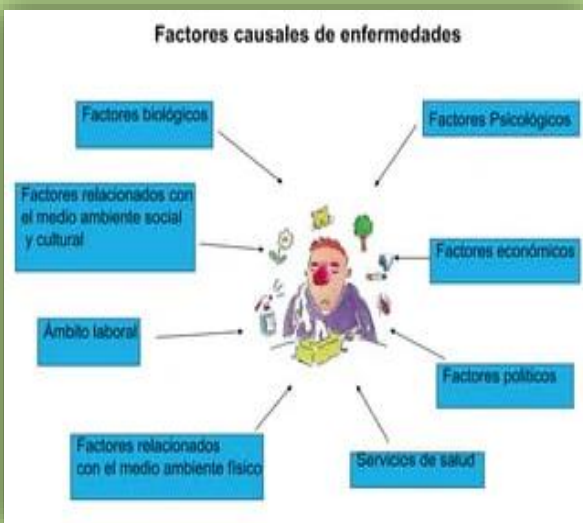 Factores causales de enfermedades
Factores biológicos
Factores Psicológicos
Factores relacionados con
el medio ambiente social
y cultural
Factores económicos
Ámbito laboral
Factores políticos
Factores relacionados
con el medio ambiente físico
Servicios de salud